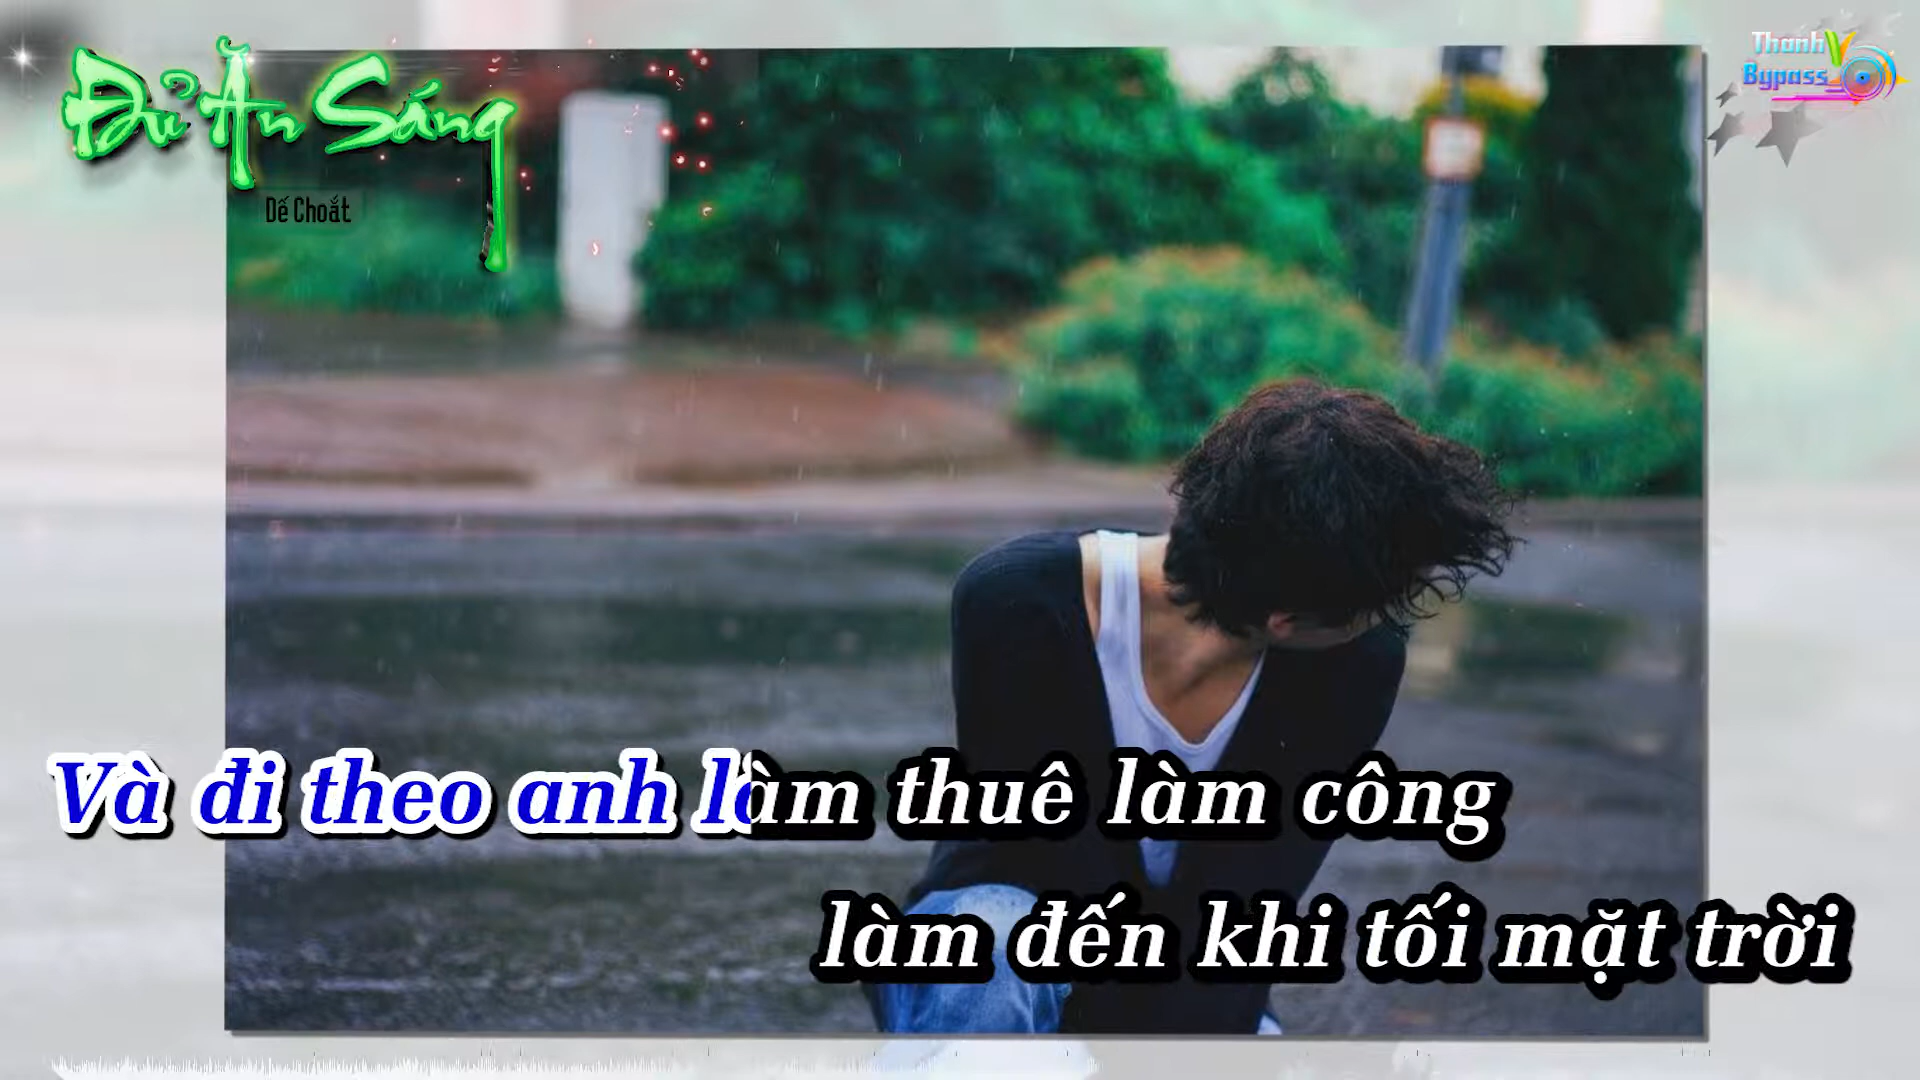 Đủ Ăn Sáng
Dế Choắt
Thanh V
Bypass
Và đi theo anh làm thuê làm công
làm đến khi tối mặt trời